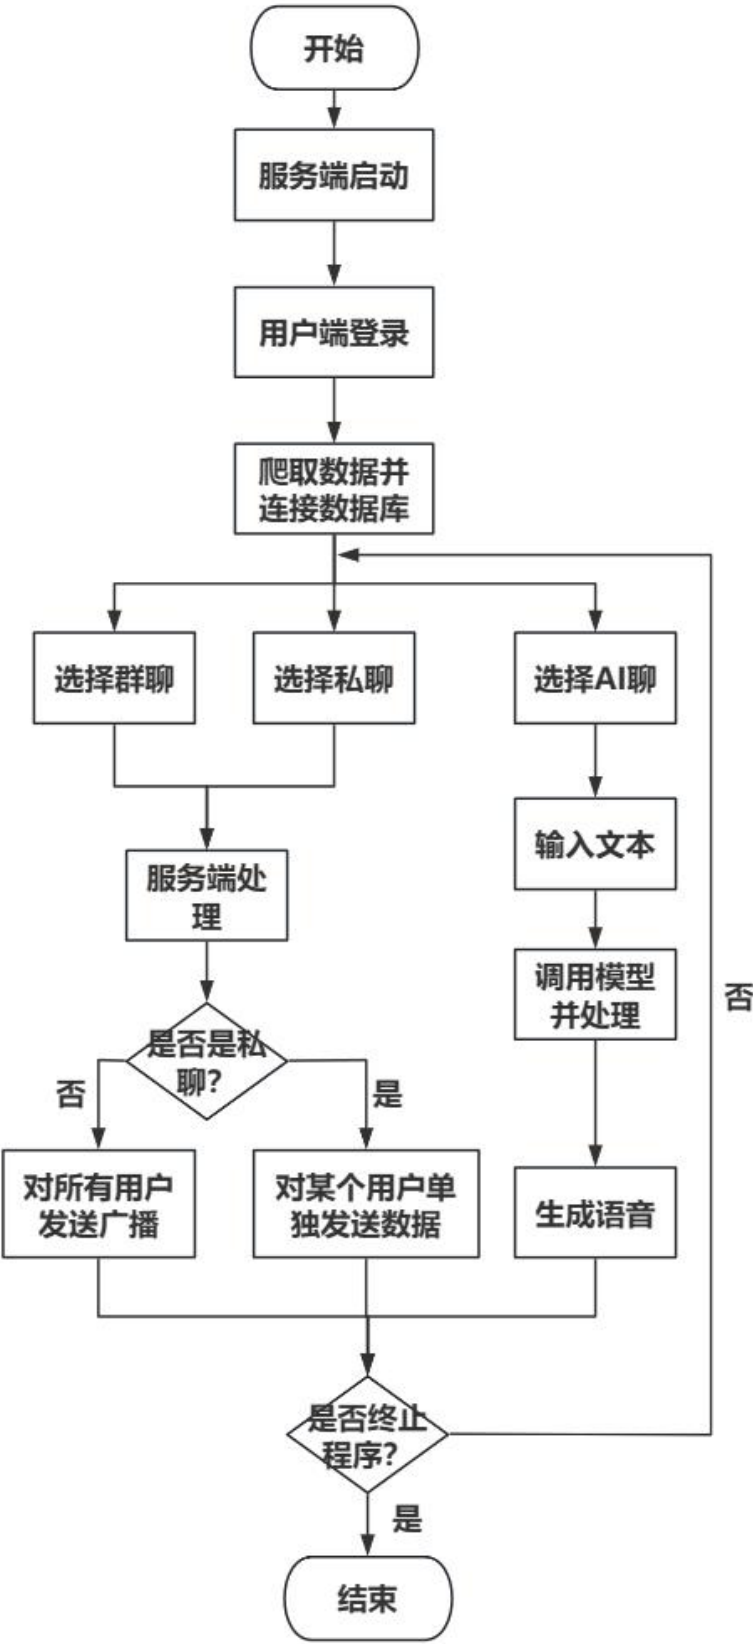 开始
服务端启动
用户端登录
爬取数据并
连接数据库
选择群聊
选择私聊
选择AI聊
输入文本
服务端处
理
调用模型
并处理
否
是否是私
聊?
否
是
对所有用户
发送广播
对某个用户单
独发送数据
生成语音
是否终止
程序?
是
结束